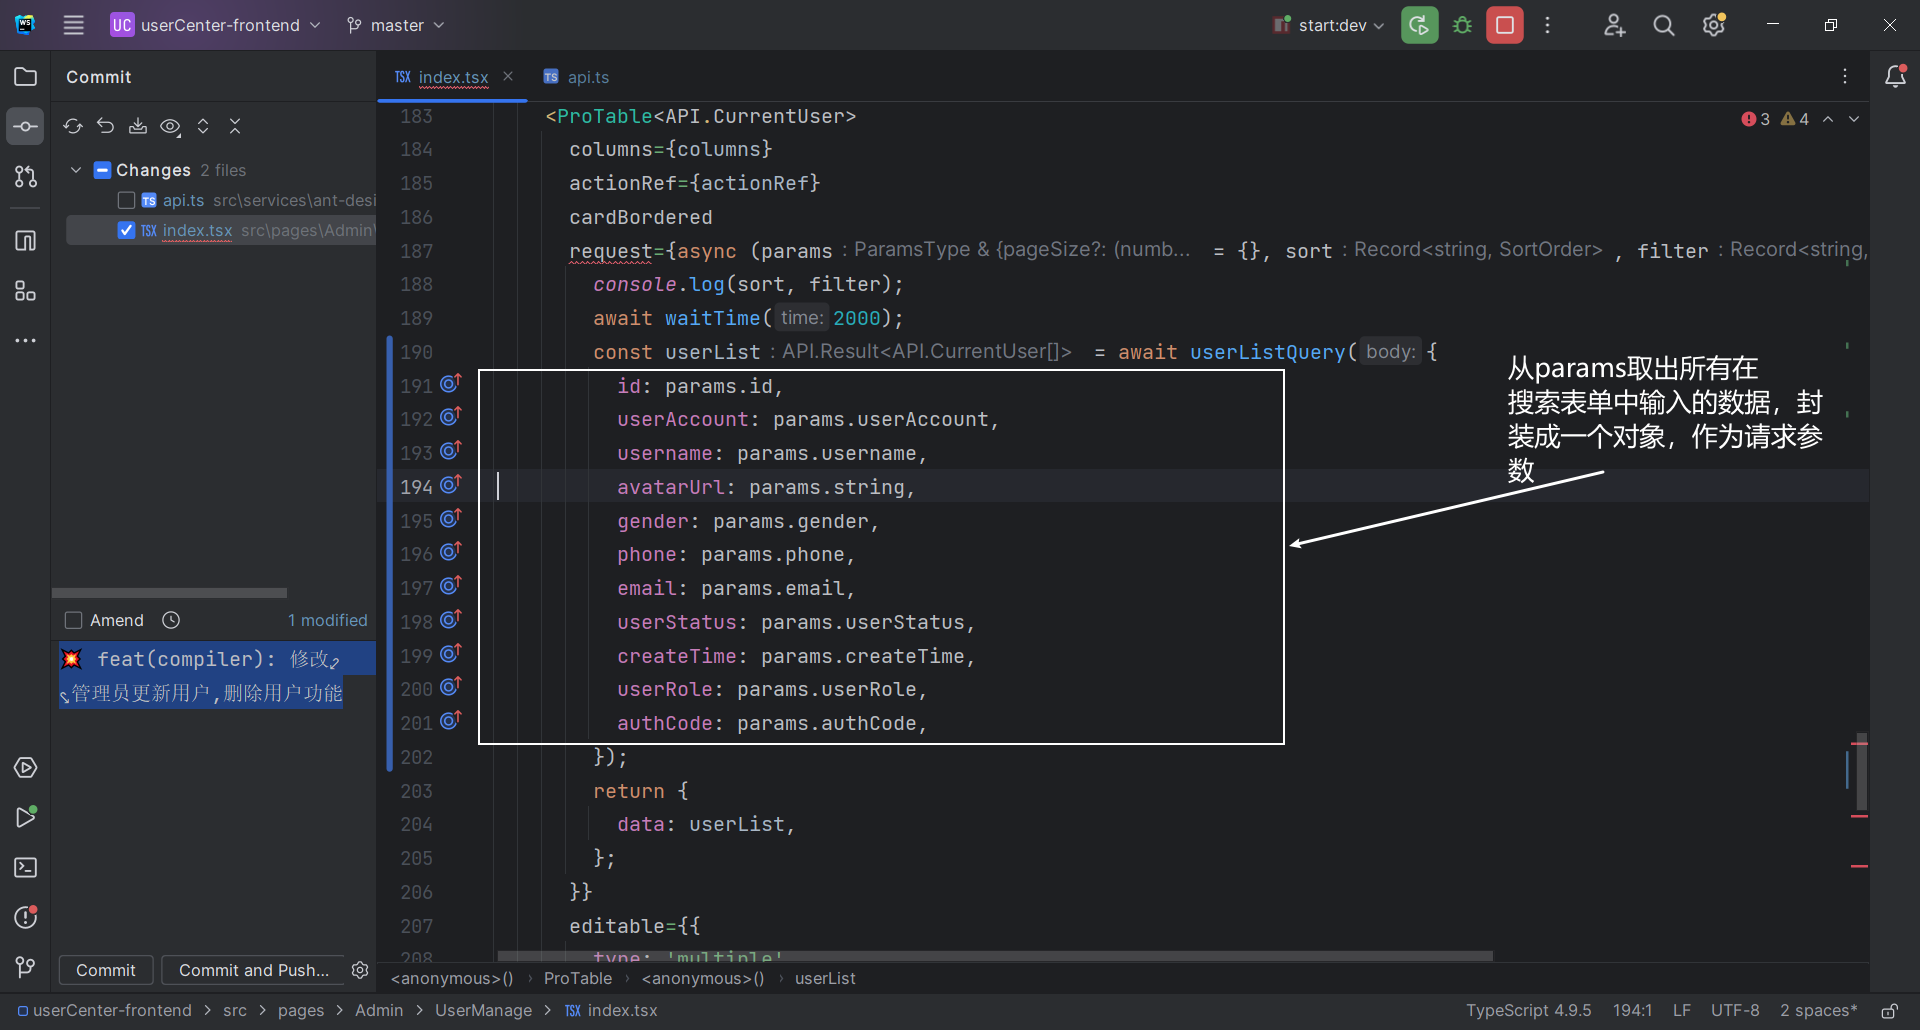 WS
UC userCenter-frontend
master
start:dev
Commit
TSX index.tsx
TS api.ts
Changes 2 files
TS api.ts src\services\ant-desi
TSX index.tsx src\pages\Admin\
Amend
1 modified
💥 feat(compiler): 修改
管理员更新用户,删除用户功能
Commit
Commit and Push...
3 4
183 <ProTable<API.CurrentUser>
184 columns={columns}
185 actionRef={actionRef}
186 cardBordered
187 request={async (params : ParamsType & {pageSize?: (numb... = {}, sort : Record<string, SortOrder> , filter : Record<string,
188 console.log(sort, filter);
189 await waitTime( time: 2000);
190 const userList : API.Result<API.CurrentUser[]> = await userListQuery( body: {
191 id: params.id,
192 userAccount: params.userAccount,
193 username: params.username,
194 avatarUrl: params.string,
195 gender: params.gender,
196 phone: params.phone,
197 email: params.email,
198 userStatus: params.userStatus,
199 createTime: params.createTime,
200 userRole: params.userRole,
201 authCode: params.authCode,
202 });
203 return {
204 data: userList,
205 };
206 }}
207 editable={{
208 type: 'multiple'
从params取出所有在
搜索表单中输入的数据，封
装成一个对象，作为请求参
数
<anonymous>() › ProTable › <anonymous>() › userList
userCenter-frontend > src > pages > Admin > UserManage > TSX index.tsx
TypeScript 4.9.5 194:1 LF UTF-8 2 spaces*